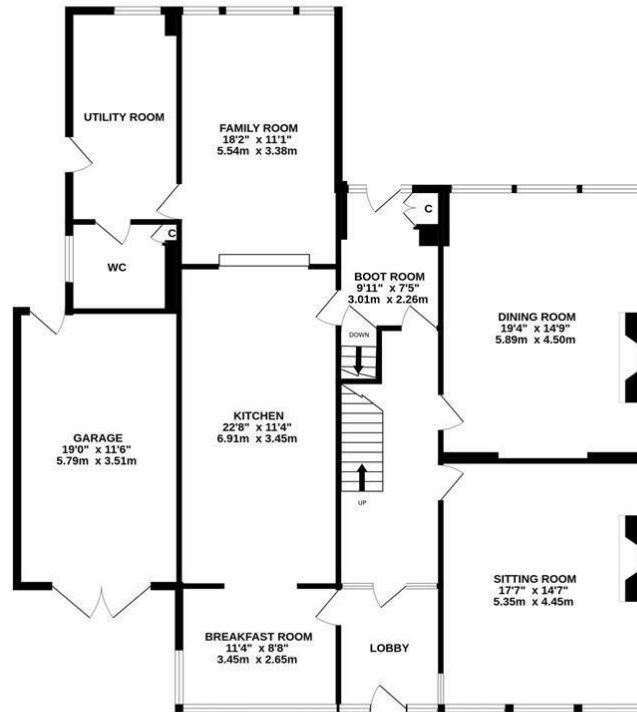 UTILITY ROOM
FAMILY ROOM
18'2" x 11'1"
5.54m x 3.38m
C
C
WC
BOOT ROOM
9'11" x 7'5"
3.01m x 2.26m
DINING ROOM
19'4" x 14'9"
5.89m x 4.50m
DOWN
KITCHEN
22'8" x 11'4"
6.91m x 3.45m
GARAGE
19'0" x 11'6"
5.79m x 3.51m
UP
SITTING ROOM
17'7" x 14'7"
5.35m x 4.45m
BREAKFAST ROOM
11'4" x 8'8"
3.45m x 2.65m
LOBBY